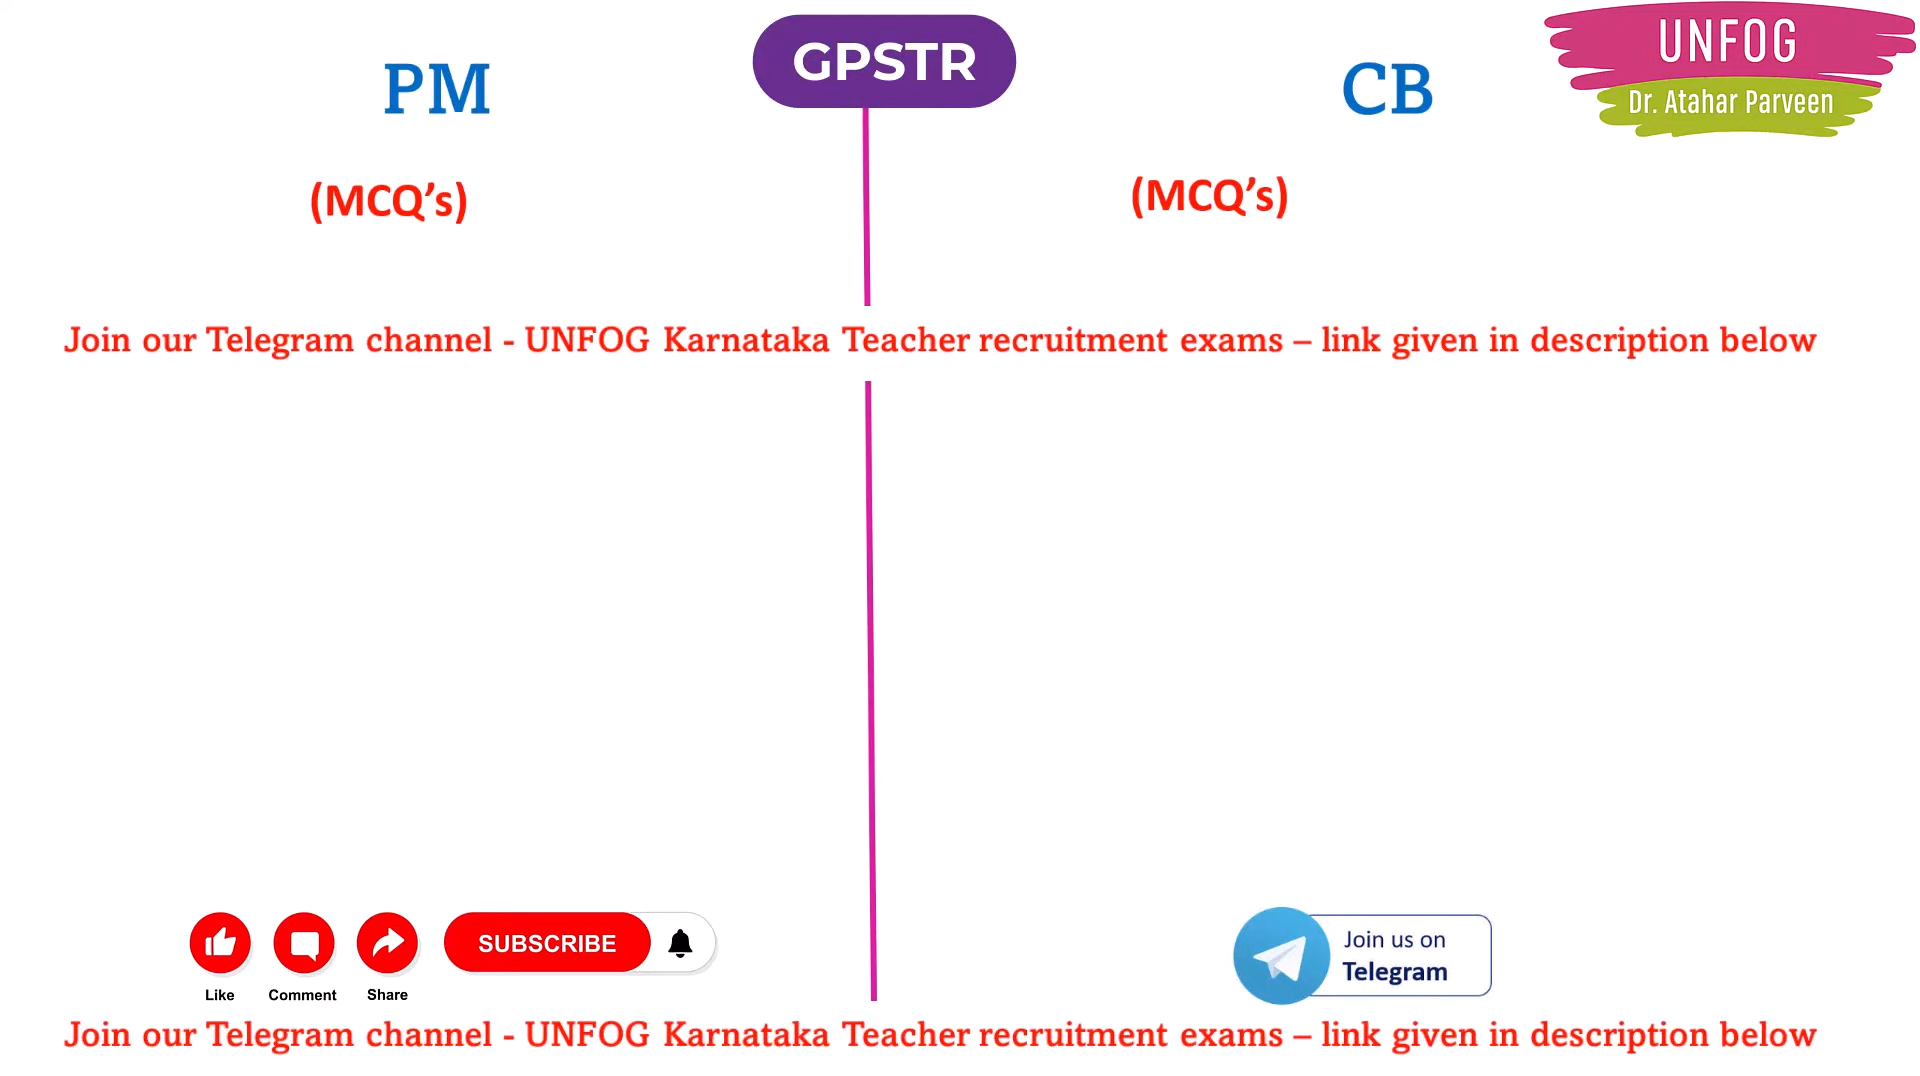 GPSTR
UNFOG
Dr. Atahar Parveen
PM
CB
(MCQ’s)
(MCQ’s)
Join our Telegram channel - UNFOG Karnataka Teacher recruitment exams – link given in description below
SUBSCRIBE
Like
Comment
Share
Join us on
Telegram
Join our Telegram channel - UNFOG Karnataka Teacher recruitment exams – link given in description below